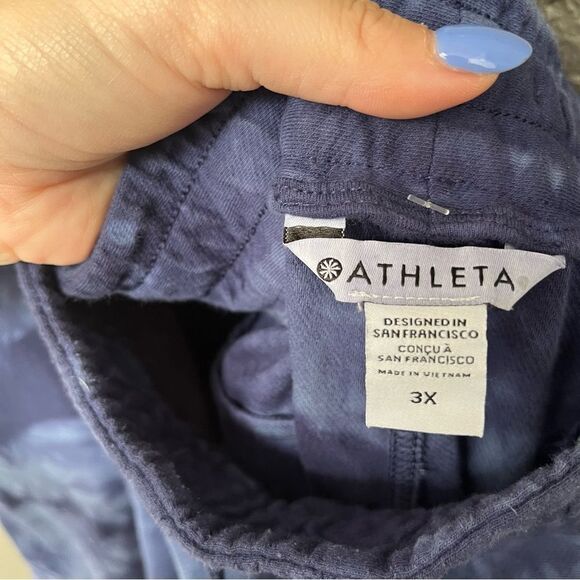 ATHLETA
DESIGNED IN
SAN FRANCISCO
CONÇU À
SAN FRANCISCO
MADE IN VIETNAM
3X